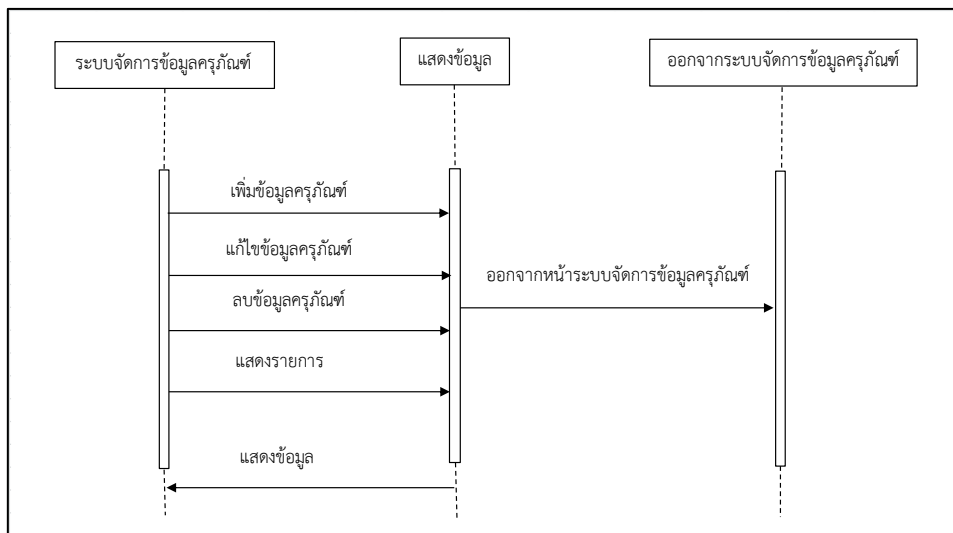 ระบบจัดการข้อมูลครุภัณฑ์
แสดงข้อมูล
ออกจากระบบจัดการข้อมูลครุภัณฑ์
เพิ่มข้อมูลครุภัณฑ์
แก้ไขข้อมูลครุภัณฑ์
ออกจากหน้าระบบจัดการข้อมูลครุภัณฑ์
ลบข้อมูลครุภัณฑ์
แสดงรายการ
แสดงข้อมูล